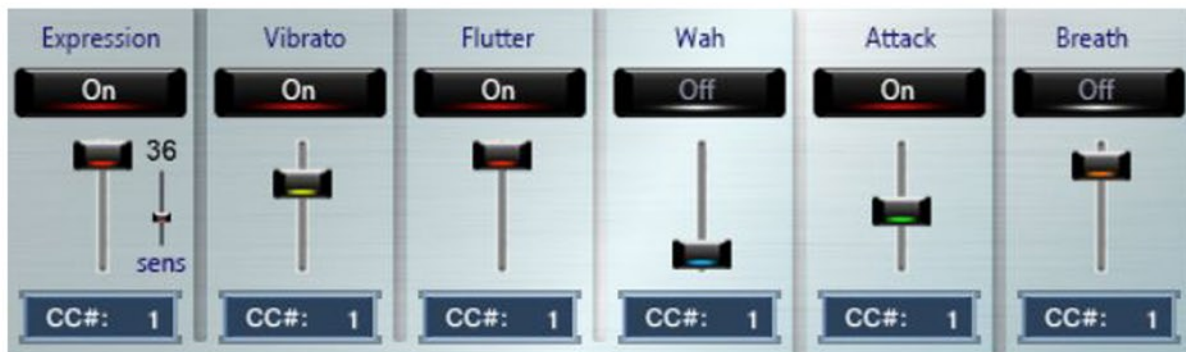 Expression Vibrato Flutter Wah Attack Breath
On On On Off On Off
36
sens
CC#: 1 CC#: 1 CC#: 1 CC#: 1 CC#: 1 CC#: 1